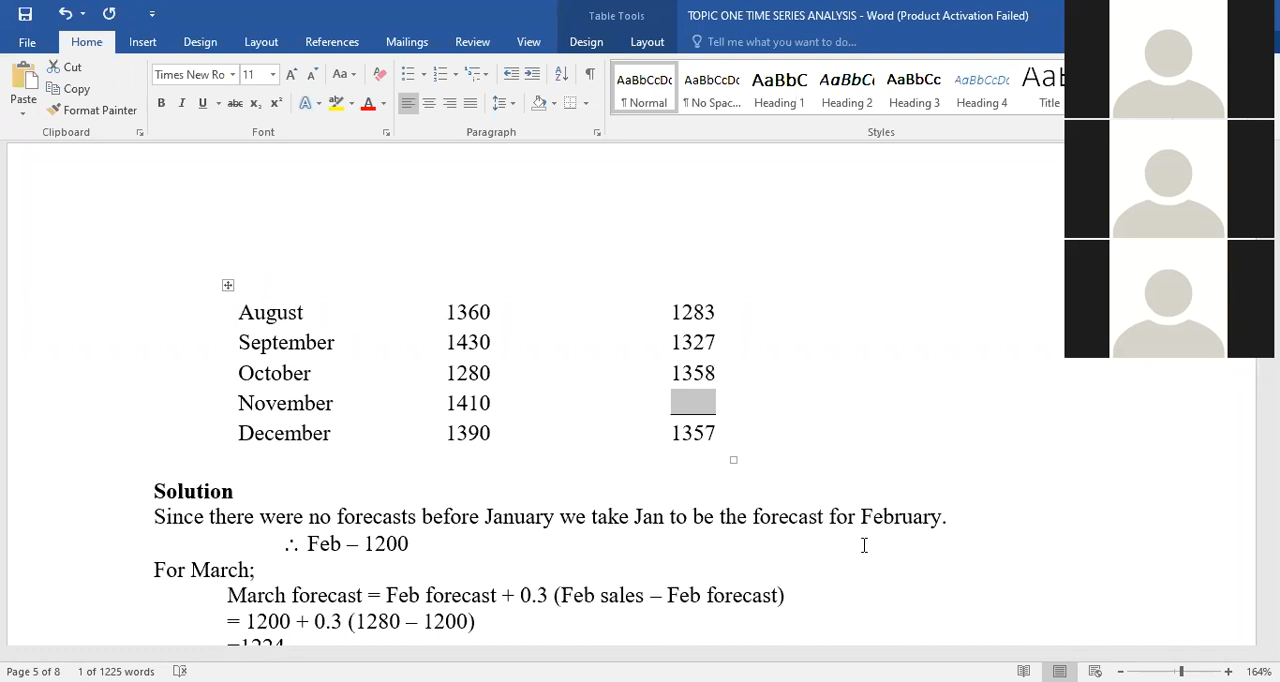 TOPIC ONE TIME SERIES ANALYSIS - Word (Product Activation Failed)
Table Tools
File Home Insert Design Layout References Mailings Review View Design Layout Tell me what you want to do...
Paste
Cut
Copy
Format Painter
Times New Ro 11
AaBbCcDc AaBbCcDc AaBbC AaBbCc AaBbCc AaBbCcDc Aa
¶ Normal ¶ No Spac... Heading 1 Heading 2 Heading 3 Heading 4 Title
Clipboard Font Paragraph Styles
August 1360 1283
September 1430 1327
October 1280 1358
November 1410
December 1390 1357
Solution
Since there were no forecasts before January we take Jan to be the forecast for February.
∴ Feb – 1200
For March;
March forecast = Feb forecast + 0.3 (Feb sales – Feb forecast)
= 1200 + 0.3 (1280 – 1200)
=1224
Page 5 of 8 1 of 1225 words 164%